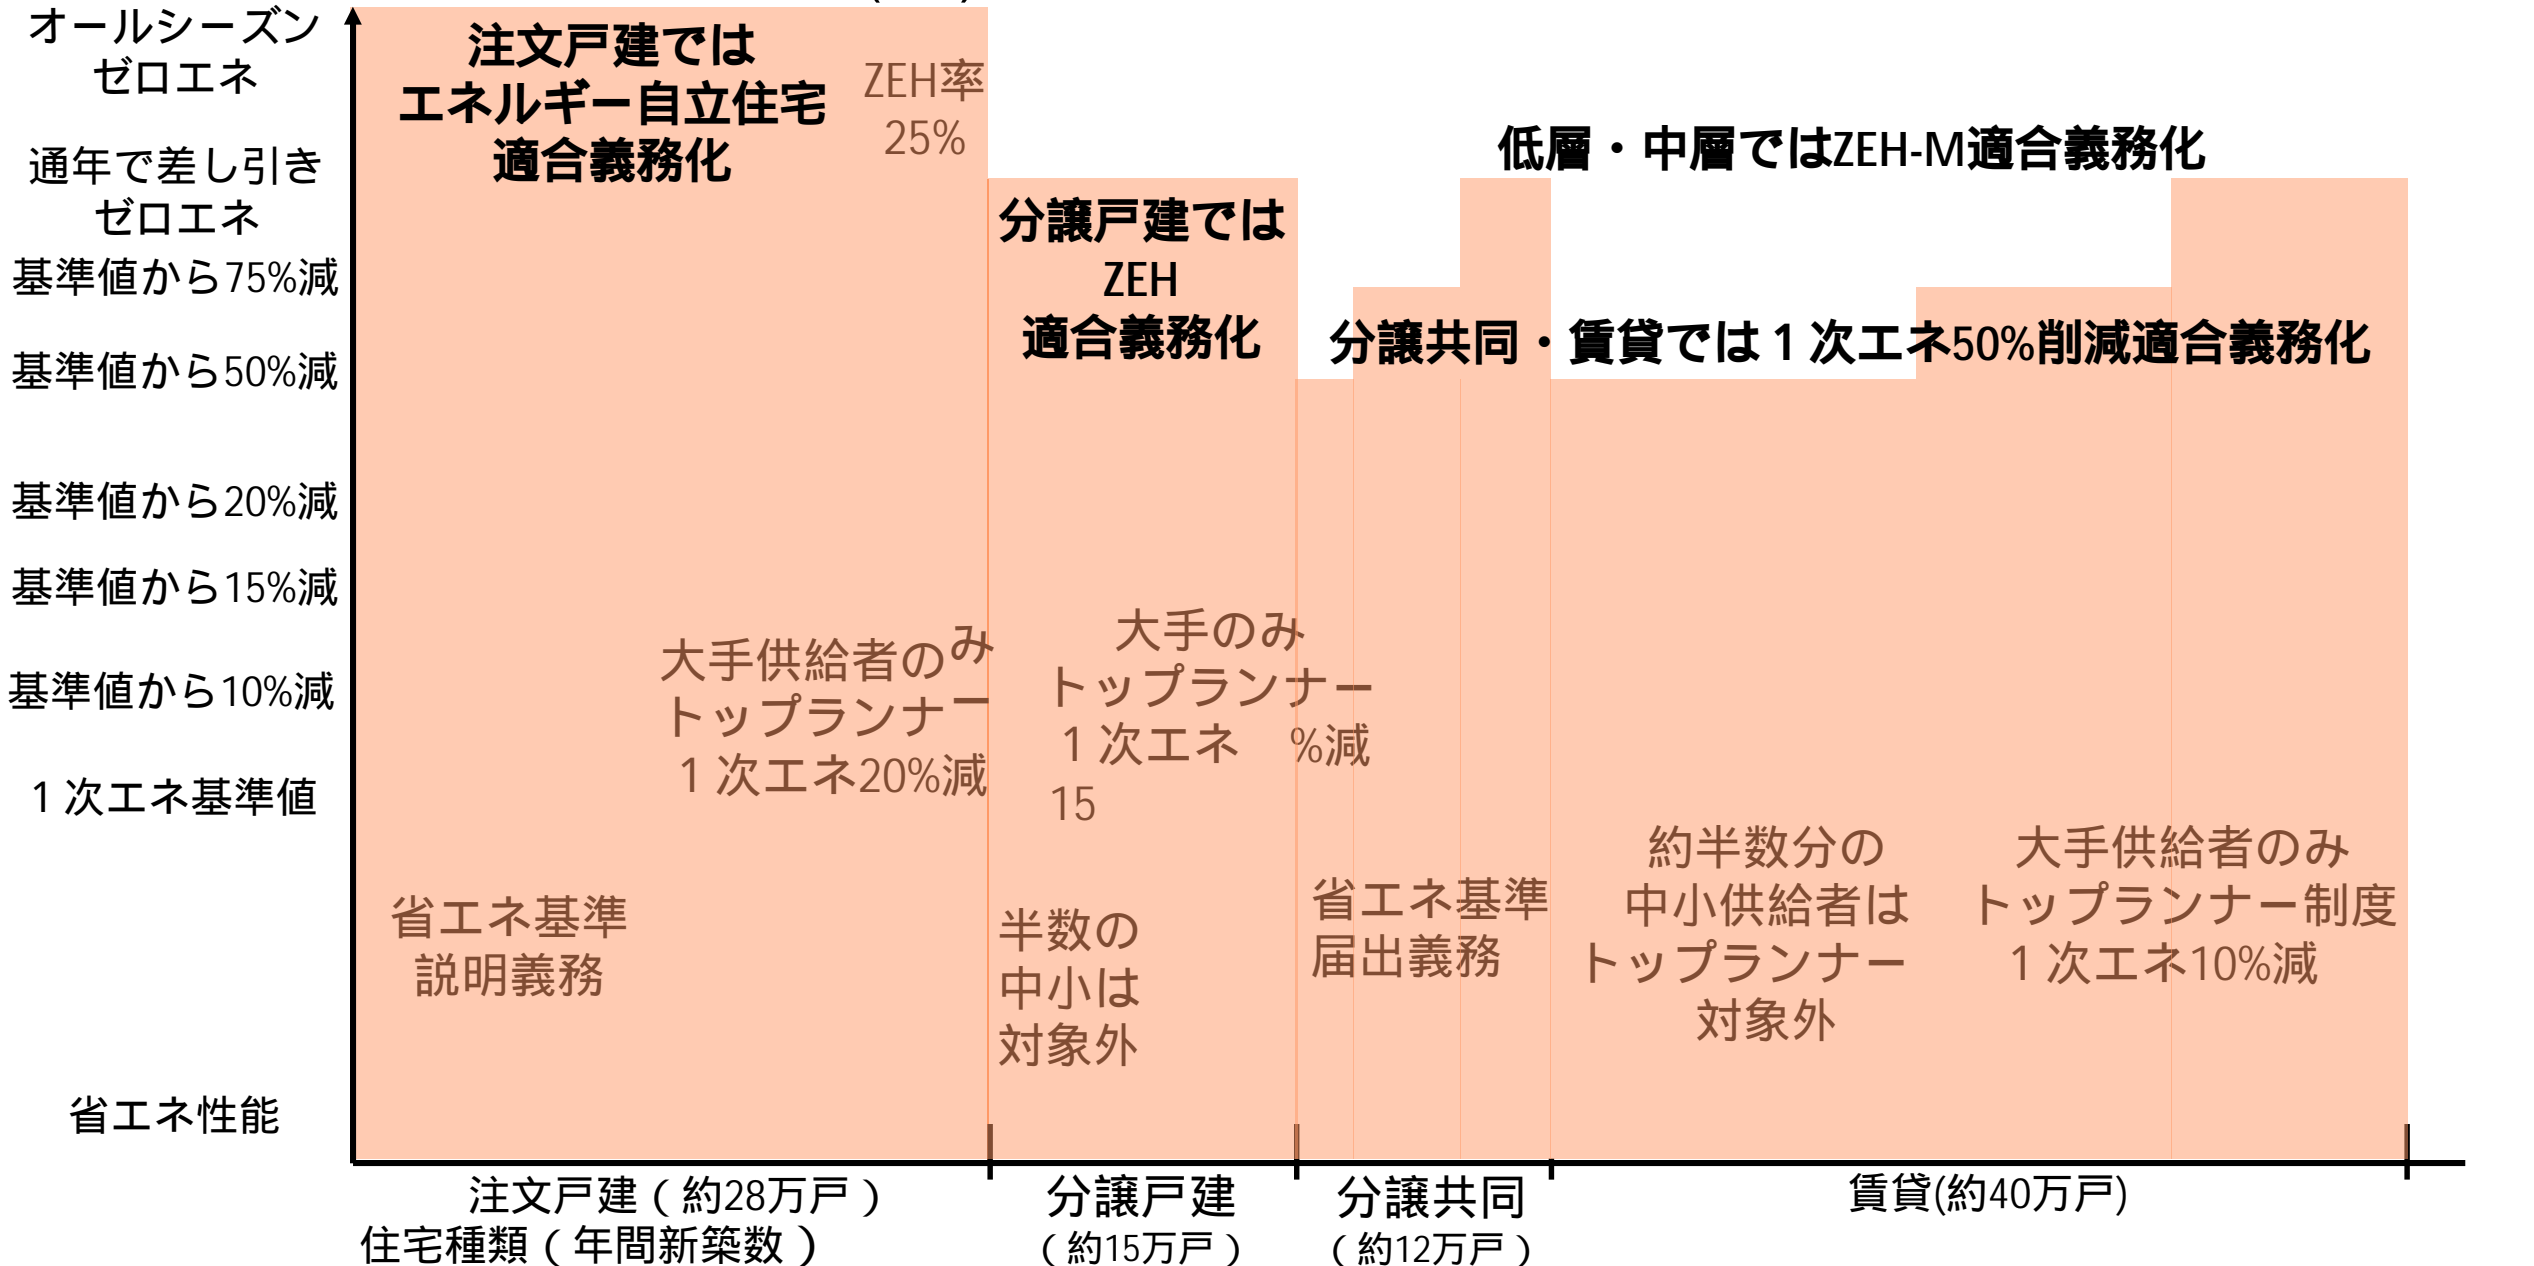 オールシーズン
ゼロエネ
通年で差し引き
ゼロエネ
基準値から75%減
基準値から50%減
基準値から20%減
基準値から15%減
基準値から10%減
1次エネ基準値
省エネ性能
注文戸建では
エネルギー自立住宅
適合義務化
ZEH率
25%
分譲戸建では
ZEH
適合義務化
低層・中層ではZEH-M適合義務化
分譲共同・賃貸では1次エネ50%削減適合義務化
大手供給者のみ
トップランナー
1次エネ20%減
大手のみ
トップランナー
1次エネ %減
15
省エネ基準
説明義務
半数の
中小は
対象外
省エネ基準
届出義務
約半数分の
中小供給者は
トップランナー
対象外
大手供給者のみ
トップランナー制度
1次エネ10%減
注文戸建(約28万戸)
住宅種類(年間新築数)
分譲戸建
(約15万戸)
分譲共同
(約12万戸)
賃貸(約40万戸)